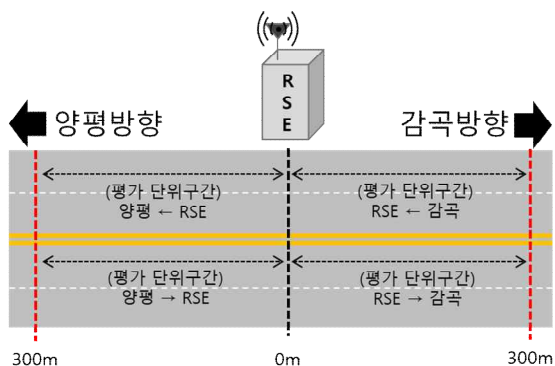 RSE
양평방향
감곡방향
(평가 단위구간)
양평 ← RSE
(평가 단위구간)
RSE ← 감곡
(평가 단위구간)
양평 → RSE
(평가 단위구간)
RSE → 감곡
300m
0m
300m